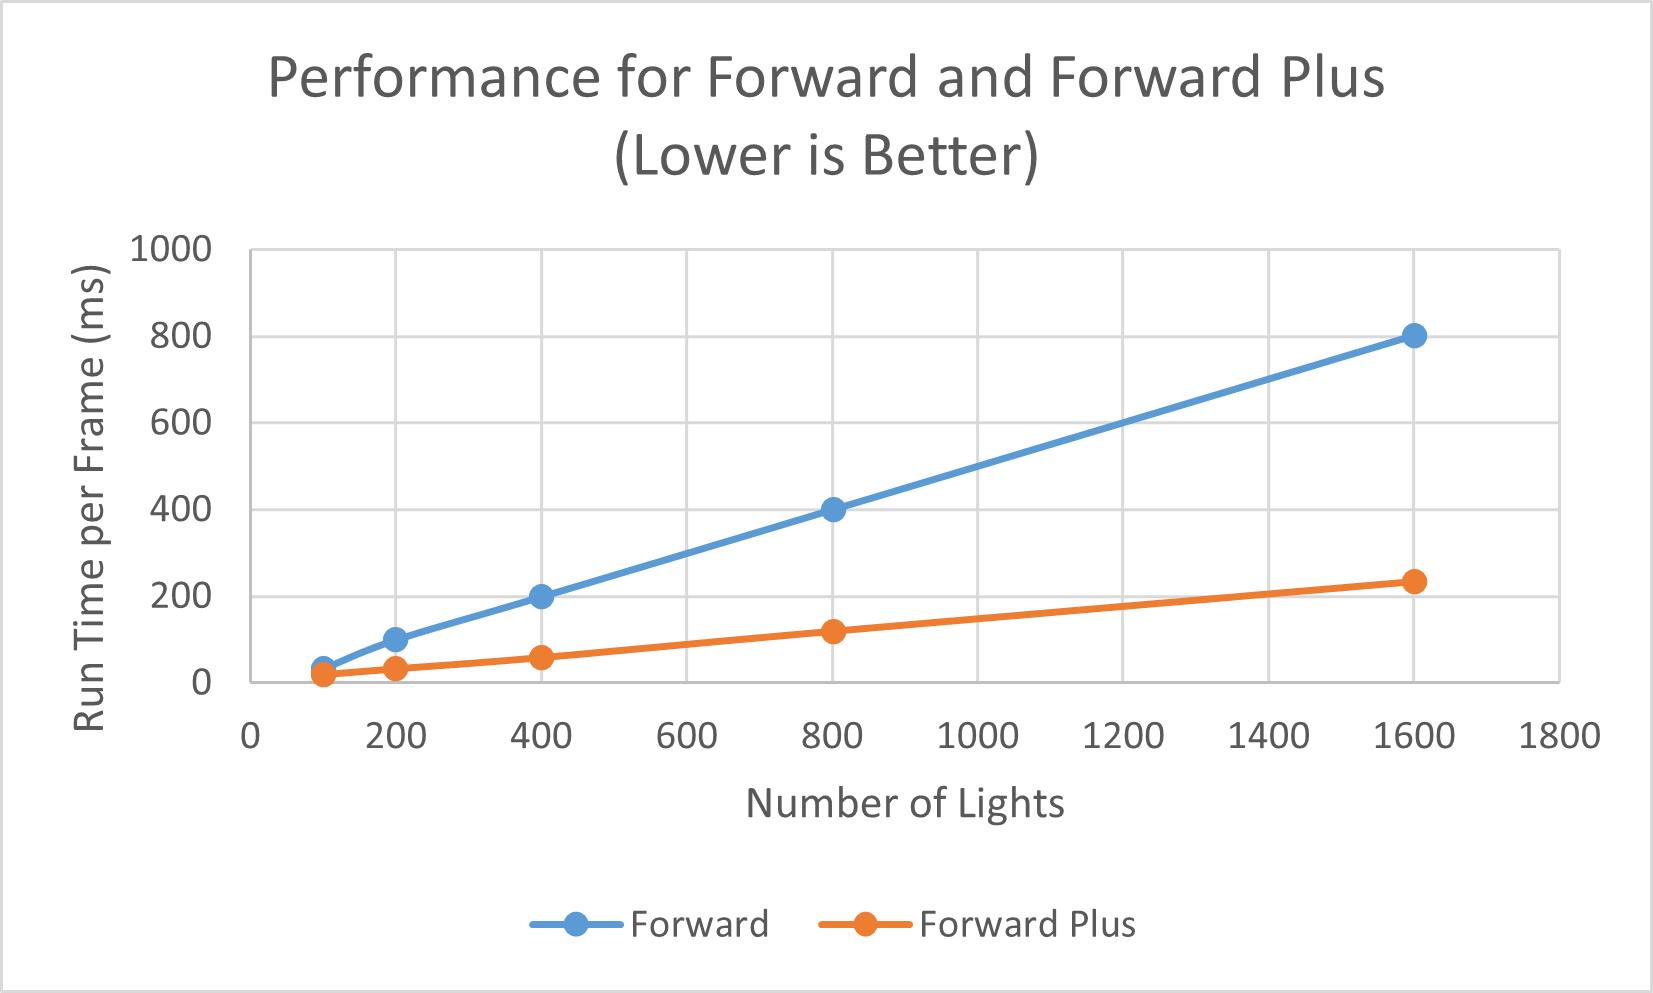 Performance for Forward and Forward Plus
(Lower is Better)
Run Time per Frame (ms)
1000
800
600
400
200
0
0 200 400 600 800 1000 1200 1400 1600 1800
Number of Lights
Forward Forward Plus